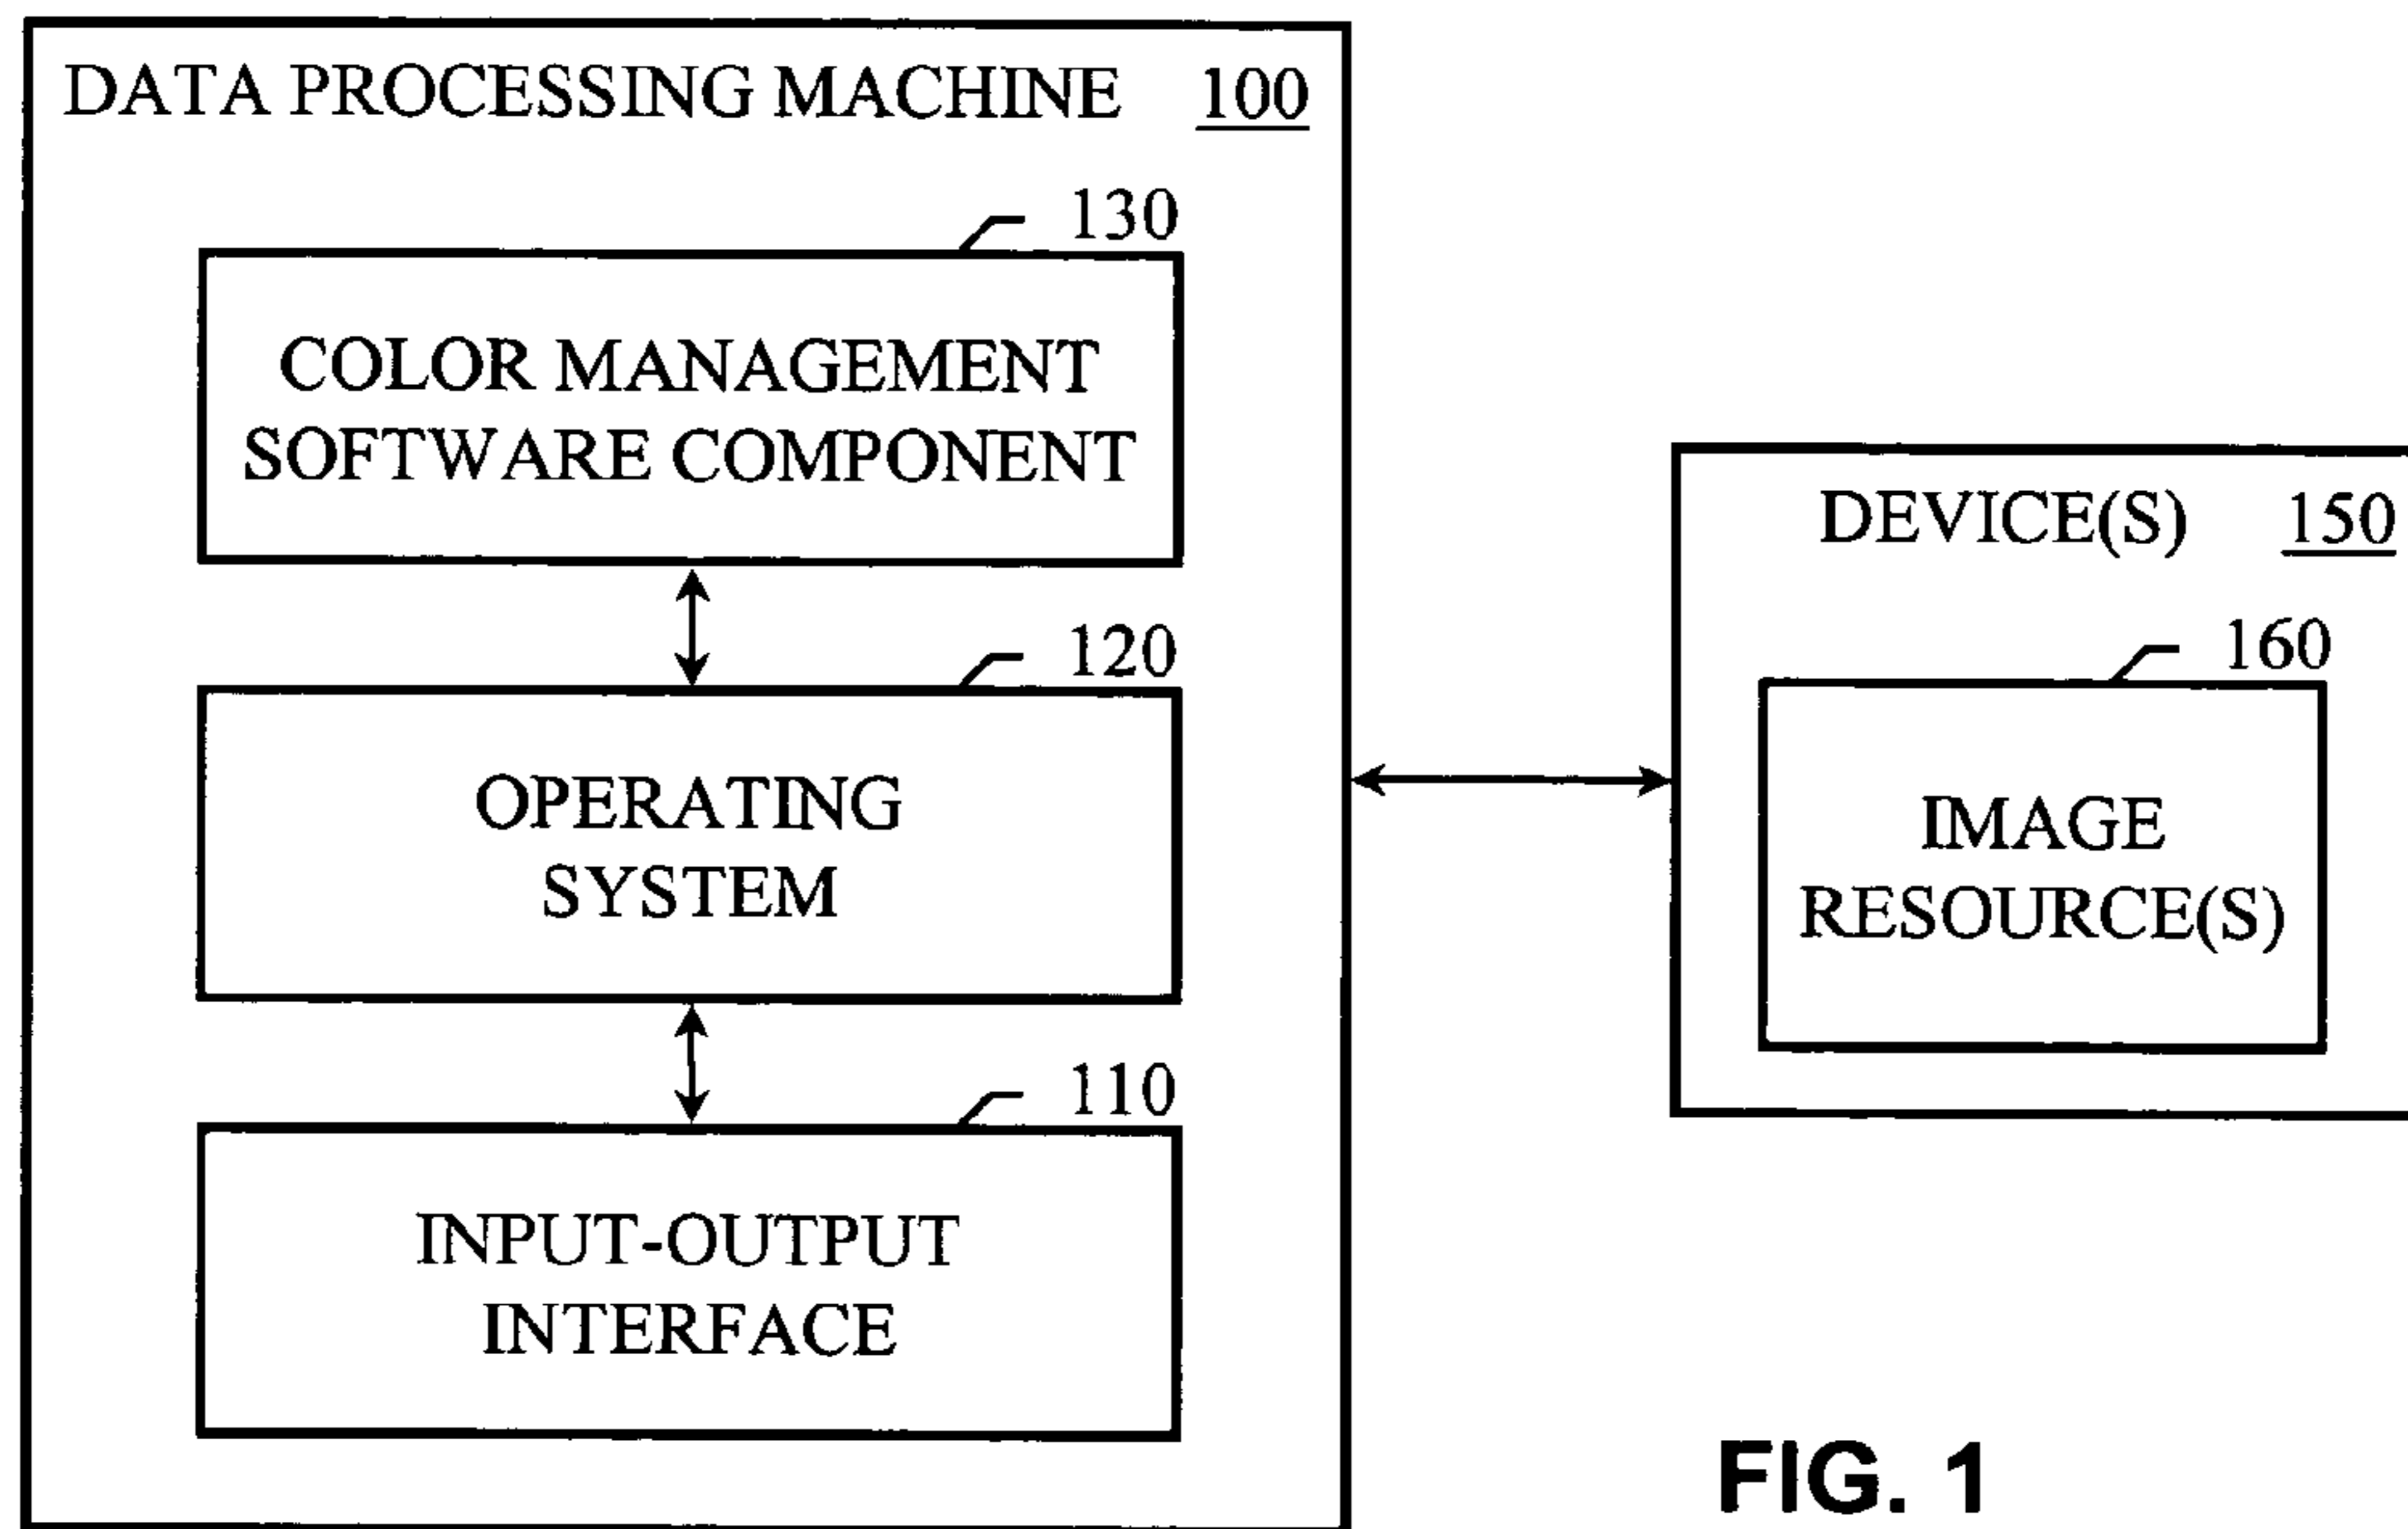 DATA PROCESSING MACHINE 100
130
COLOR MANAGEMENT
SOFTWARE COMPONENT
120
OPERATING
SYSTEM
110
INPUT-OUTPUT
INTERFACE
DEVICE(S) 150
160
IMAGE
RESOURCE(S)
FIG. 1